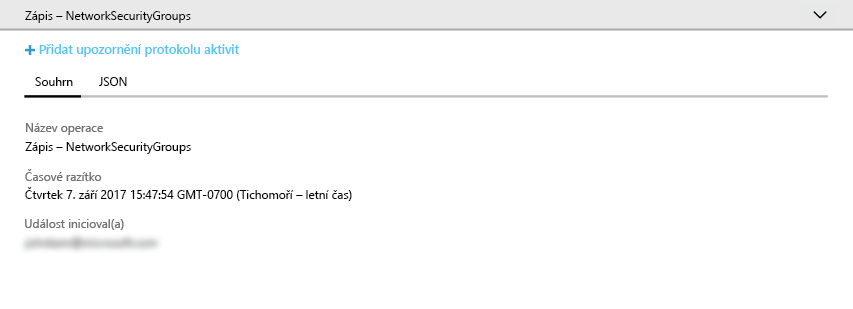 Zápis – NetworkSecurityGroups
+ Přidat upozornění protokolu aktivit
Souhrn JSON
Název operace
Zápis – NetworkSecurityGroups
Časové razítko
Čtvrtek 7. září 2017 15:47:54 GMT-0700 (Tichomoří – letní čas)
Událost inicioval(a)